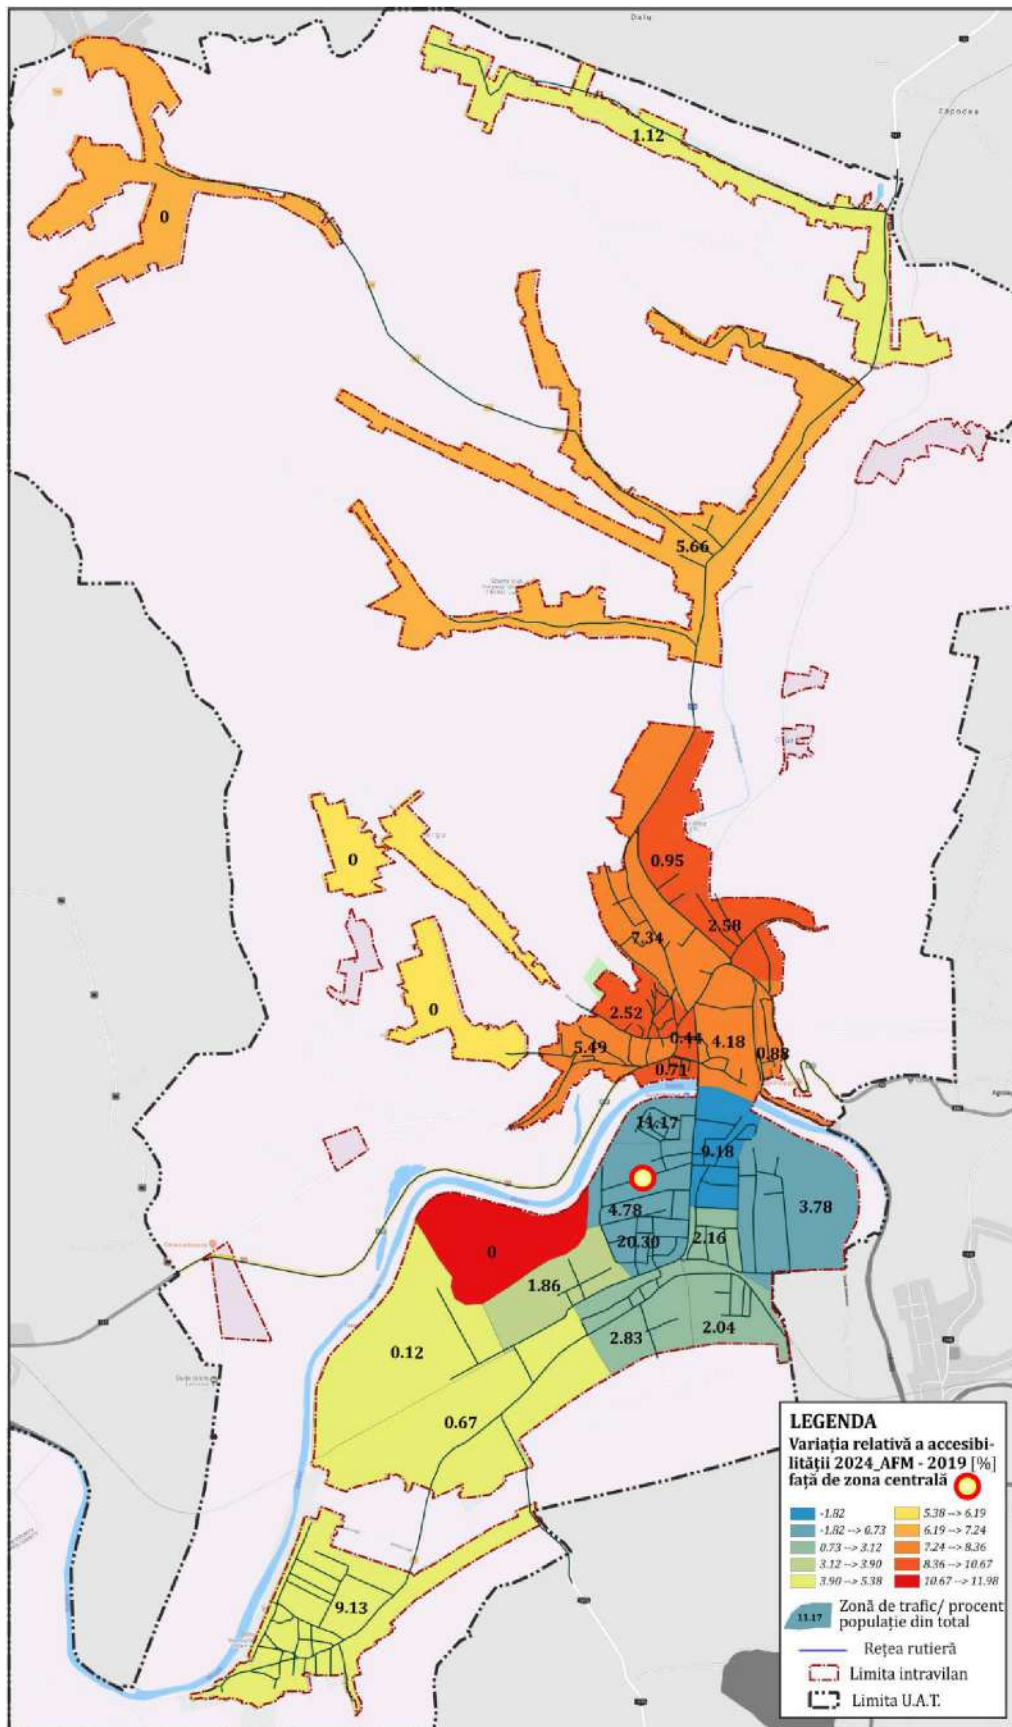 1.12
0
5.66
0
0.95
2.58
7.34
0
2.52
0.44
4.18
5.49
0.88
0.71
11.17
9.18
4.78
3.78
20.30
2.16
0
1.86
2.83
2.04
0.12
0.67
9.13
LEGENDA
Variația relativă a accesibi-
lității 2024_AFM - 2019 [%]
față de zona centrală
-1.82
-1.82 --> 0.73
0.73 --> 3.12
3.12 --> 3.90
3.90 --> 5.38
5.38 --> 6.19
6.19 --> 7.24
7.24 --> 8.36
8.36 --> 10.67
10.67 --> 11.98
11.17
Zonă de trafic/ procent
populație din total
Rețea rutieră
Limita intravilan
Limita U.A.T.